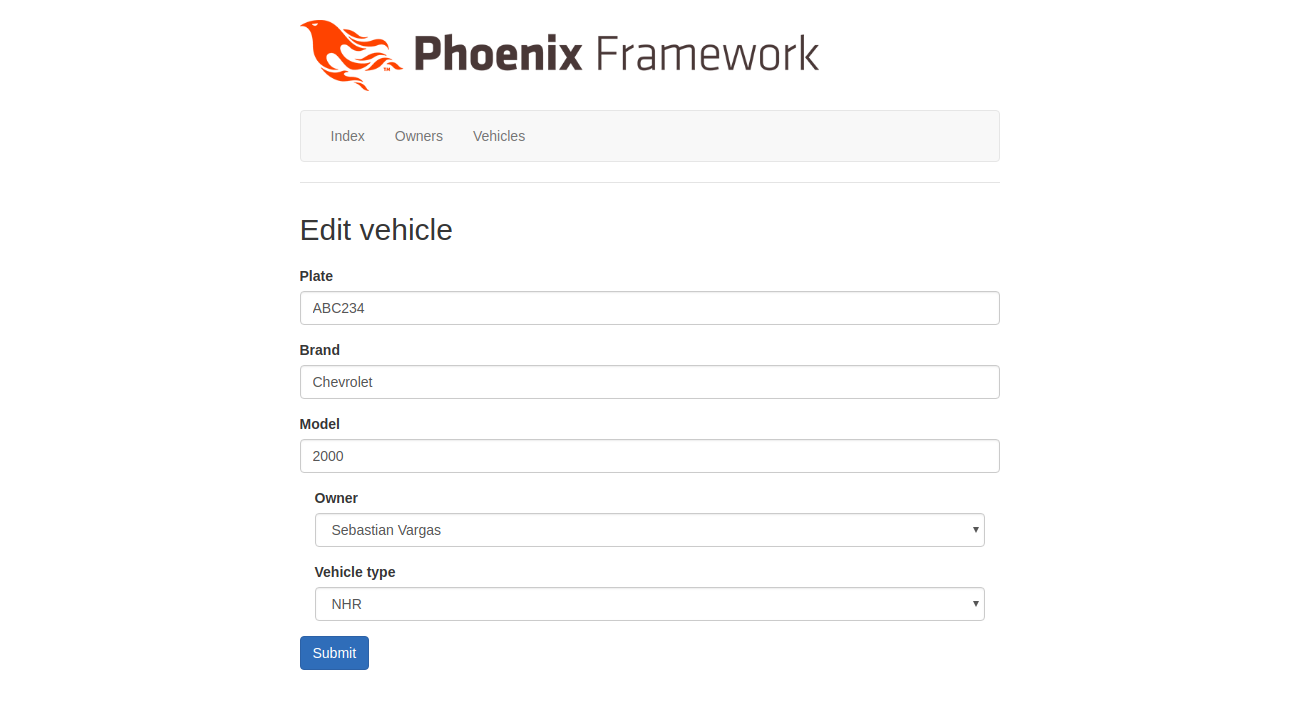 Phoenix Framework
Index Owners Vehicles
Edit vehicle
Plate
ABC234
Brand
Chevrolet
Model
2000
Owner
Sebastian Vargas
Vehicle type
NHR
Submit